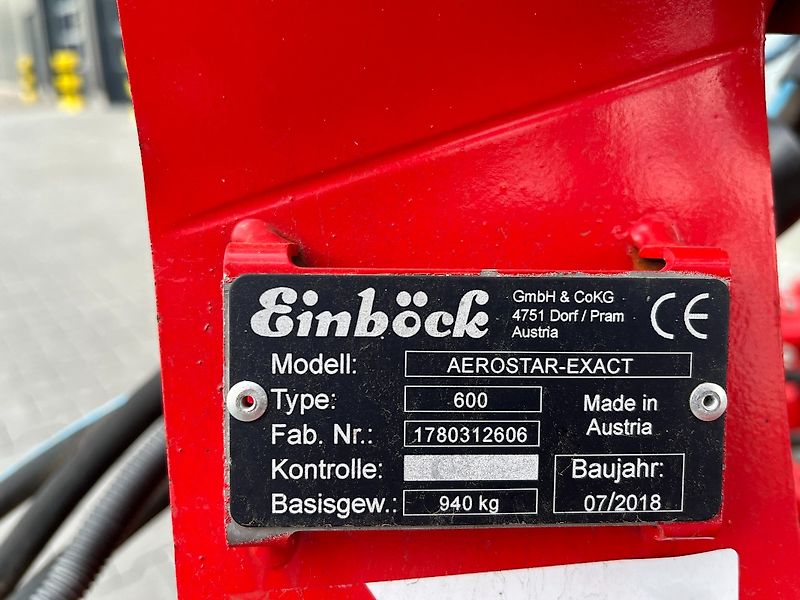 Einböck
GmbH & CoKG
4751 Dorf / Pram
Austria
CE
Modell: AEROSTAR-EXACT
Type: 600
Made in
Austria
Fab. Nr.: 1780312606
Kontrolle:
Baujahr:
Basisgew.: 940 kg
07/2018